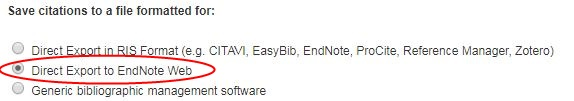 Save citations to a file formatted for:
Direct Export in RIS Format (e.g. CITAVI, EasyBib, EndNote, ProCite, Reference Manager, Zotero)
Direct Export to EndNote Web
Generic bibliographic management software